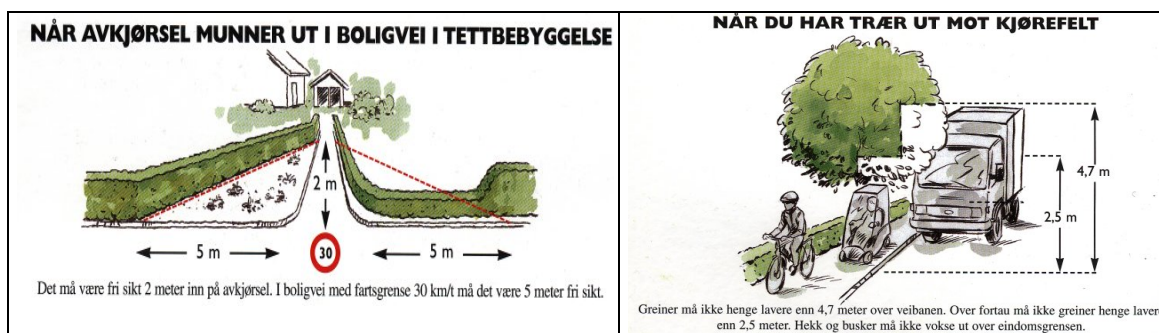 NÅR AVKJØRSEL MUNNER UT I BOLIGVEI I TETTBEBYGGELSE
2 m
5 m
30
5 m
Det må være fri sikt 2 meter inn på avkjørsel. I boligvei med fartsgrense 30 km/t må det være 5 meter fri sikt.
NÅR DU HAR TRÆR UT MOT KJØREFELT
4,7 m
2,5 m
Greiner må ikke henge lavere enn 4,7 meter over veibanen. Over fortau må ikke greiner henge lavere
enn 2,5 meter. Hekk og busker må ikke vokse ut over eindomsgrensen.